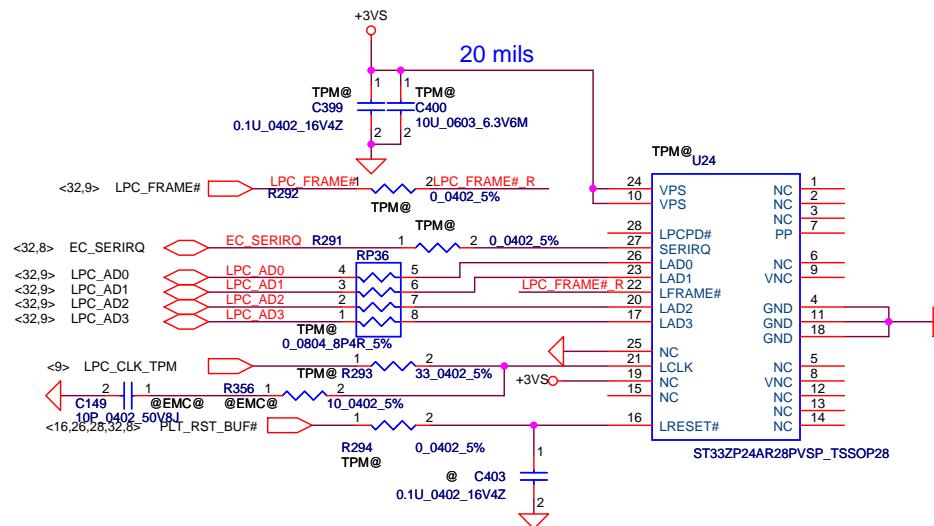 +3VS
20 mils
1 1
TPM@ TPM@
C399 C400
0.1U_0402_16V4Z 10U_0603_6.3V6M
2 2
TPM@
U24
<32,9> LPC_FRAME# LPC_FRAME# 1 2 LPC_FRAME#_R
R292 0_0402_5%
TPM@
24 VPS NC 1
10 VPS NC 2
NC 3
28 LPCPD# PP 7
TPM@
<32,8> EC_SERIRQ EC_SERIRQ R291 1 2 0_0402_5% 27 SERIRQ
RP36
<32,9> LPC_AD0 LPC_AD0 4 5 26 LAD0 NC 6
<32,9> LPC_AD1 LPC_AD1 3 6 23 LAD1 VNC 9
LPC_FRAME#_R 22 LFRAME#
<32,9> LPC_AD2 LPC_AD2 2 7 20 LAD2 GND 4
<32,9> LPC_AD3 LPC_AD3 1 8 17 LAD3 GND 11
GND 18
TPM@
0_0804_8P4R_5%
25 NC
<9> LPC_CLK_TPM 1 2 21 LCLK NC 5
TPM@ R293 33_0402_5%
+3VS 19 NC VNC 8
2 1 R356 1 2 15 NC NC 12
C149 @EMC@ @EMC@ 10_0402_5% NC 13
10P_0402_50V8J
<16,26,28,32,8> PLT_RST_BUF# 1 2 16 LRESET# NC 14
R294 0_0402_5%
TPM@
ST33ZP24AR28PVSP_TSSOP28
1
@ C403
0.1U_0402_16V4Z
2